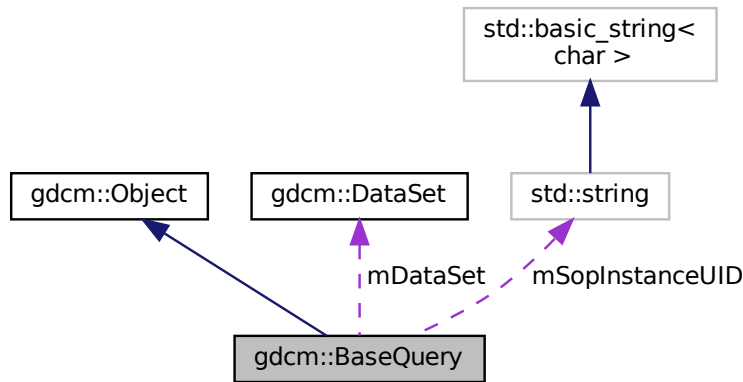 std::basic_string<
char >
gdcm::Object
gdcm::DataSet
std::string
mDataSet
mSopInstanceUID
gdcm::BaseQuery